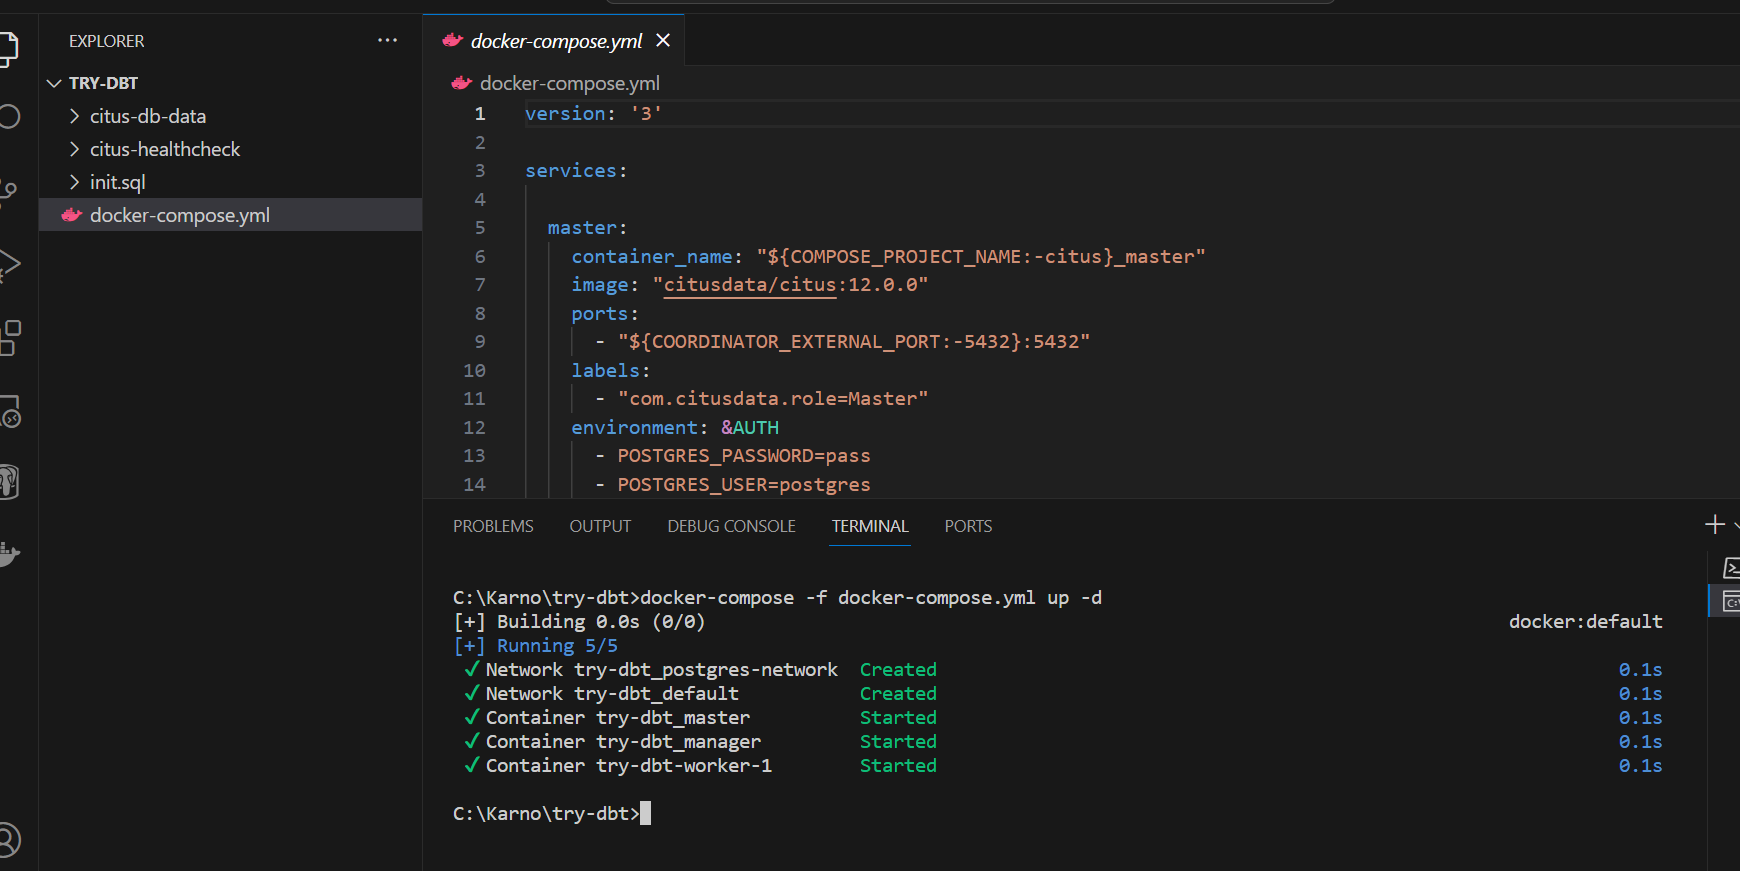 EXPLORER
TRY-DBT
citus-db-data
citus-healthcheck
init.sql
docker-compose.yml
docker-compose.yml
docker-compose.yml
1 version: '3'
2
3 services:
4
5 master:
6 container_name: "${COMPOSE_PROJECT_NAME:-citus}_master"
7 image: "citusdata/citus:12.0.0"
8 ports:
9 - "${COORDINATOR_EXTERNAL_PORT:-5432}:5432"
10 labels:
11 - "com.citusdata.role=Master"
12 environment: &AUTH
13 - POSTGRES_PASSWORD=pass
14 - POSTGRES_USER=postgres
PROBLEMS OUTPUT DEBUG CONSOLE TERMINAL PORTS
C:\Karno\try-dbt>docker-compose -f docker-compose.yml up -d
[+] Building 0.0s (0/0) docker:default
[+] Running 5/5
✓ Network try-dbt_postgres-network Created 0.1s
✓ Network try-dbt_default Created 0.1s
✓ Container try-dbt_master Started 0.1s
✓ Container try-dbt_manager Started 0.1s
✓ Container try-dbt-worker-1 Started 0.1s
C:\Karno\try-dbt>